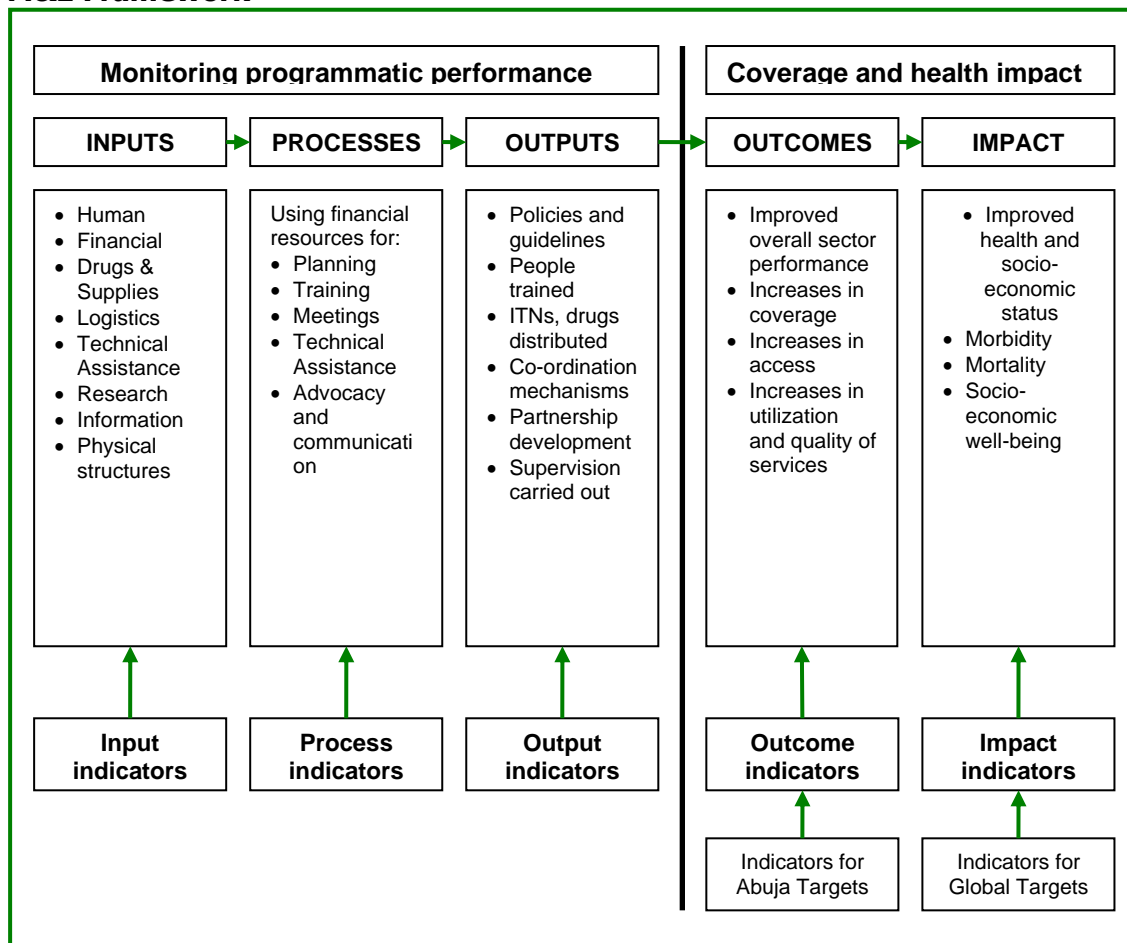 Monitoring programmatic performance
Coverage and health impact
INPUTS
PROCESSES
OUTPUTS
OUTCOMES
IMPACT
• Human
• Financial
• Drugs &
Supplies
• Logistics
• Technical
Assistance
• Research
• Information
• Physical
structures
Using financial
resources for:
• Planning
• Training
• Meetings
• Technical
Assistance
• Advocacy
and
communicati
on
• Policies and
guidelines
• People
trained
• ITNs, drugs
distributed
• Co-ordination
mechanisms
• Partnership
development
• Supervision
carried out
• Improved
overall sector
performance
• Increases in
coverage
• Increases in
access
• Increases in
utilization
and quality of
services
• Improved
health and
socio-
economic
status
• Morbidity
• Mortality
• Socio-
economic
well-being
Input
indicators
Process
indicators
Output
indicators
Outcome
indicators
Impact
indicators
Indicators for
Abuja Targets
Indicators for
Global Targets